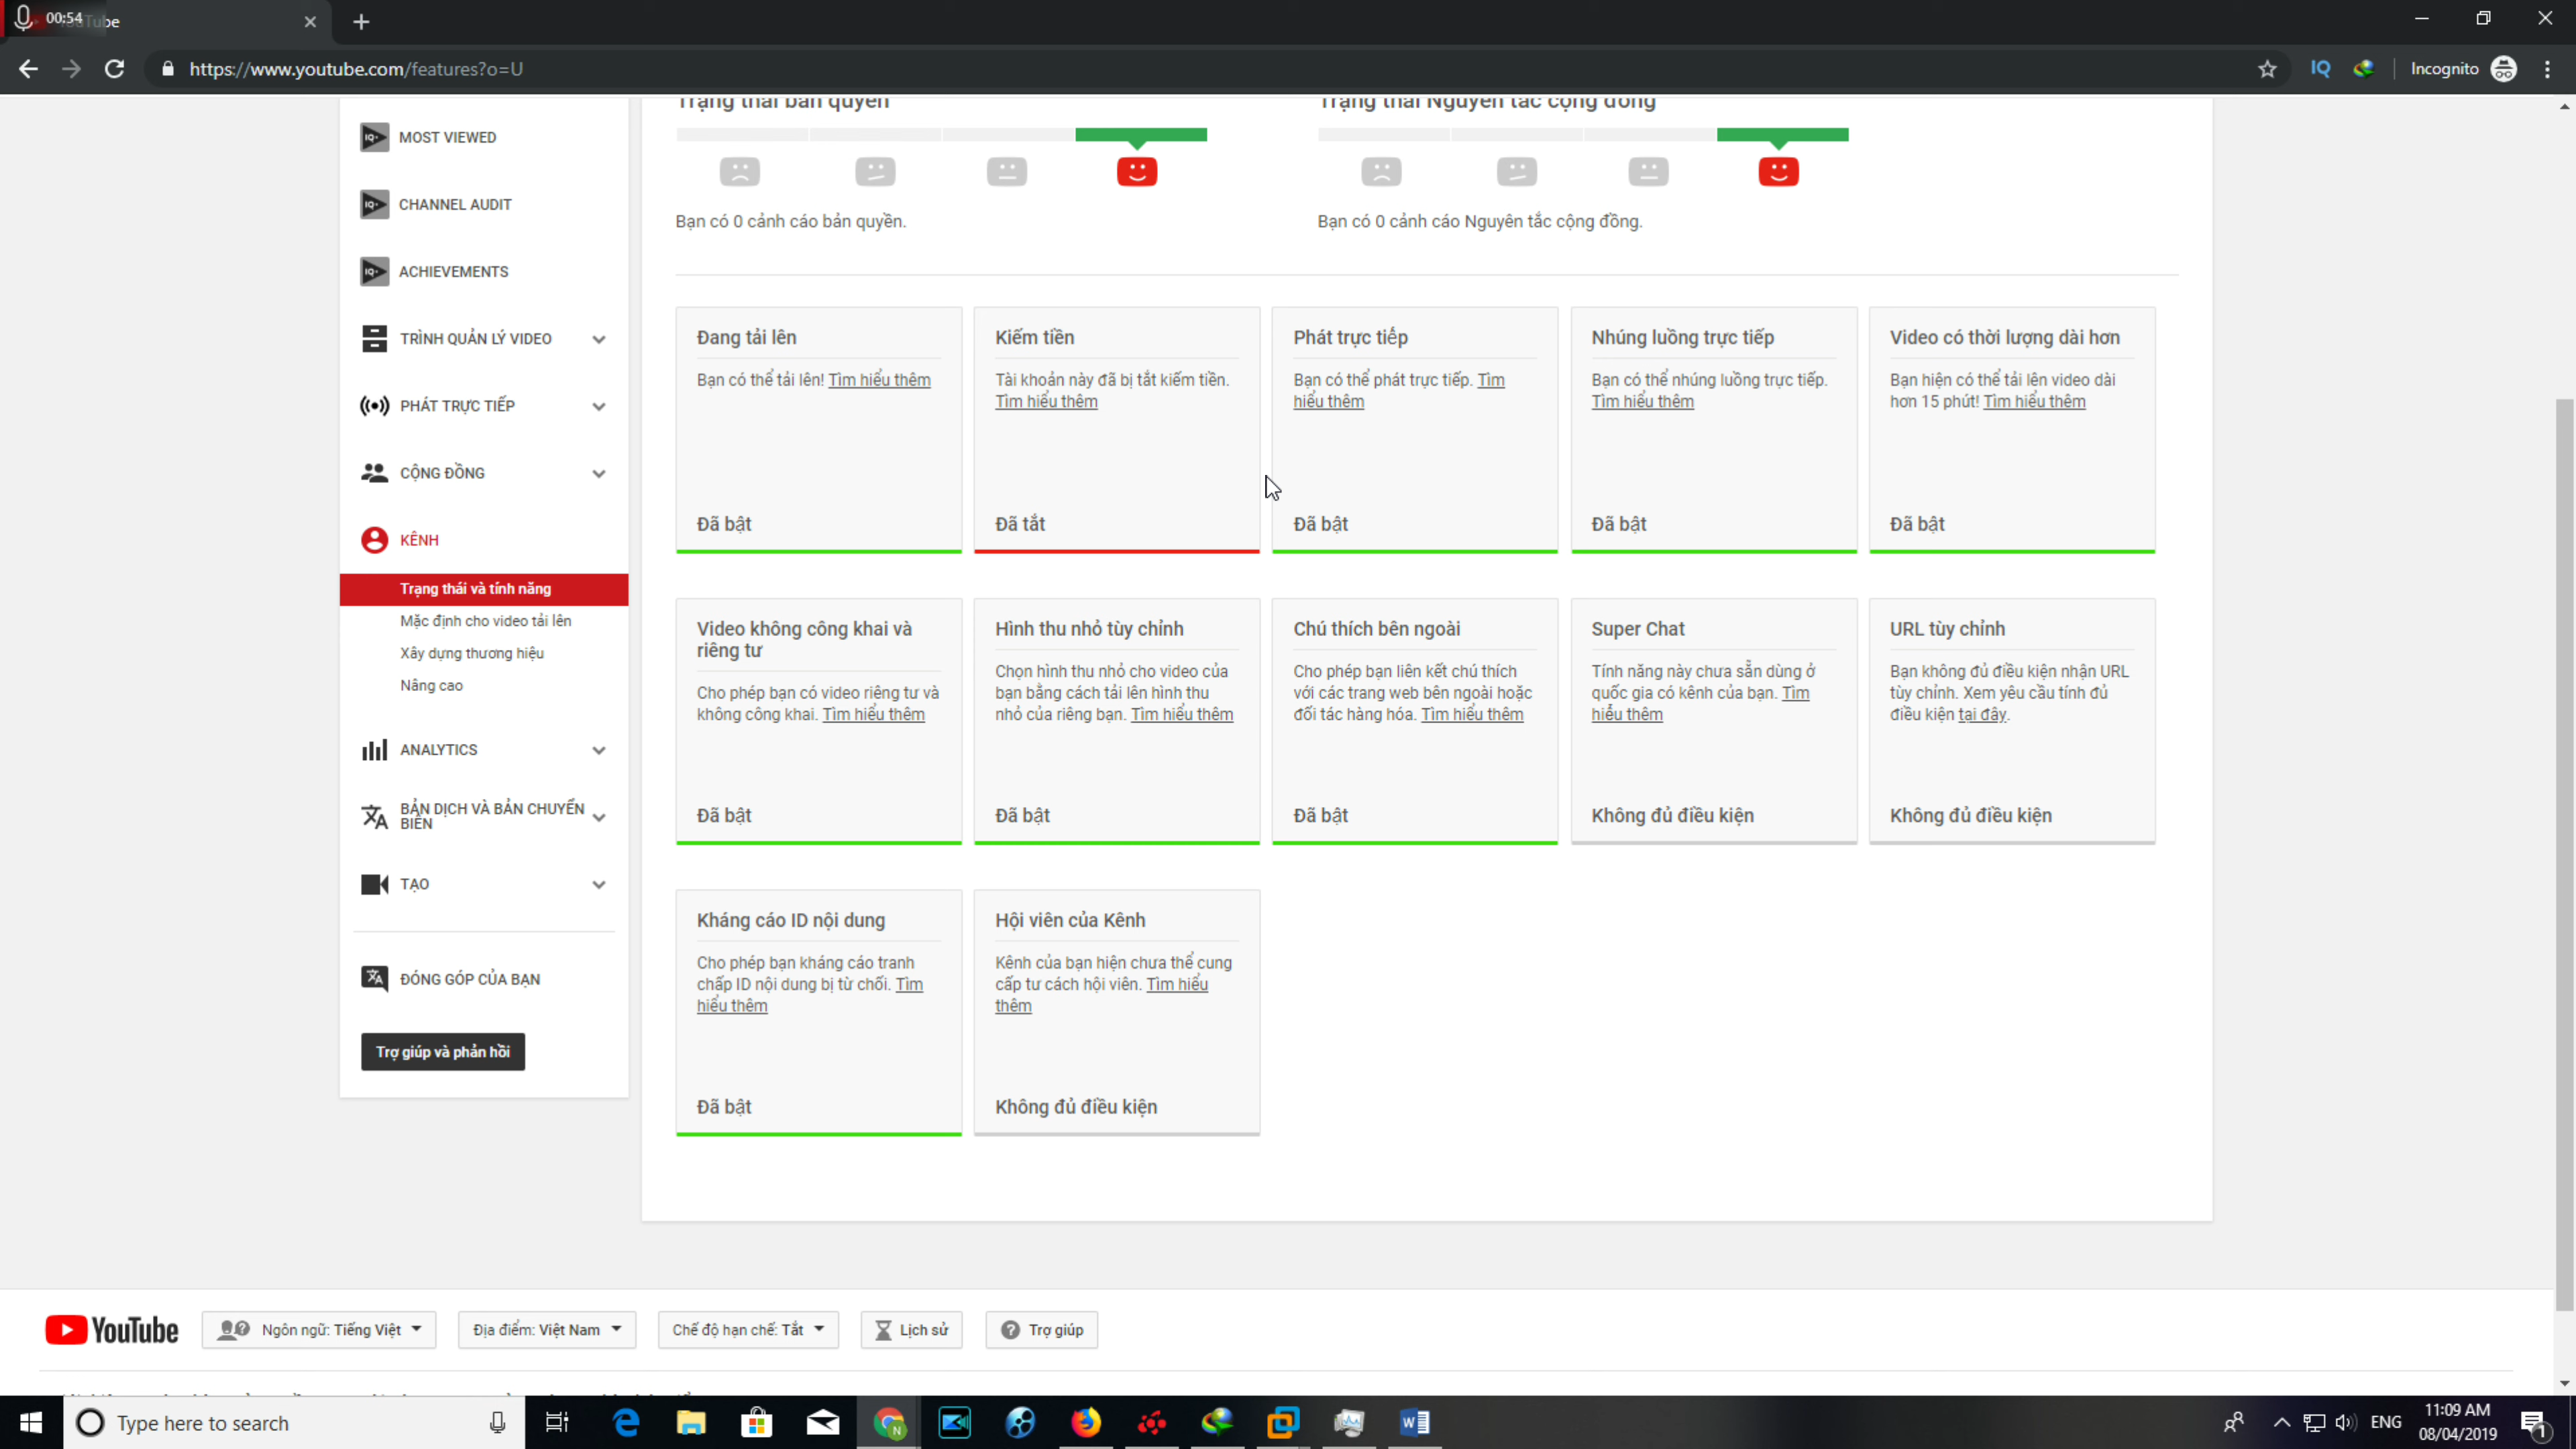 00:54
https://www.youtube.com/features?o=U
IQ
Incognito
MOST VIEWED
CHANNEL AUDIT
ACHIEVEMENTS
TRÌNH QUẢN LÝ VIDEO
PHÁT TRỰC TIẾP
CỘNG ĐỒNG
KÊNH
Trạng thái và tính năng
Mặc định cho video tải lên
Xây dựng thương hiệu
Nâng cao
ANALYTICS
BẢN DỊCH VÀ BẢN CHUYỂN
BIÊN
TẠO
ĐÓNG GÓP CỦA BẠN
Trợ giúp và phản hồi
Trạng thái bản quyền
Bạn có 0 cảnh cáo bản quyền.
Trạng thái Nguyên tắc cộng đồng
Bạn có 0 cảnh cáo Nguyên tắc cộng đồng.
Đang tải lên
Bạn có thể tải lên! Tìm hiểu thêm
Đã bật
Kiếm tiền
Tài khoản này đã bị tắt kiếm tiền.
Tìm hiểu thêm
Đã tắt
Phát trực tiếp
Bạn có thể phát trực tiếp. Tìm
hiểu thêm
Đã bật
Nhúng luồng trực tiếp
Bạn có thể nhúng luồng trực tiếp.
Tìm hiểu thêm
Đã bật
Video có thời lượng dài hơn
Bạn hiện có thể tải lên video dài
hơn 15 phút! Tìm hiểu thêm
Đã bật
Video không công khai và
riêng tư
Cho phép bạn có video riêng tư và
không công khai. Tìm hiểu thêm
Đã bật
Hình thu nhỏ tùy chỉnh
Chọn hình thu nhỏ cho video của
bạn bằng cách tải lên hình thu
nhỏ của riêng bạn. Tìm hiểu thêm
Đã bật
Chú thích bên ngoài
Cho phép bạn liên kết chú thích
với các trang web bên ngoài hoặc
đối tác hàng hóa. Tìm hiểu thêm
Đã bật
Super Chat
Tính năng này chưa sẵn dùng ở
quốc gia có kênh của bạn. Tìm
hiểu thêm
Không đủ điều kiện
URL tùy chỉnh
Bạn không đủ điều kiện nhận URL
tùy chỉnh. Xem yêu cầu tính đủ
điều kiện tại đây.
Không đủ điều kiện
Kháng cáo ID nội dung
Cho phép bạn kháng cáo tranh
chấp ID nội dung bị từ chối. Tìm
hiểu thêm
Đã bật
Hội viên của Kênh
Kênh của bạn hiện chưa thể cung
cấp tư cách hội viên. Tìm hiểu
thêm
Không đủ điều kiện
YouTube
Ngôn ngữ: Tiếng Việt
Địa điểm: Việt Nam
Chế độ hạn chế: Tắt
Lịch sử
Trợ giúp
Type here to search
ENG
11:09 AM
08/04/2019
1